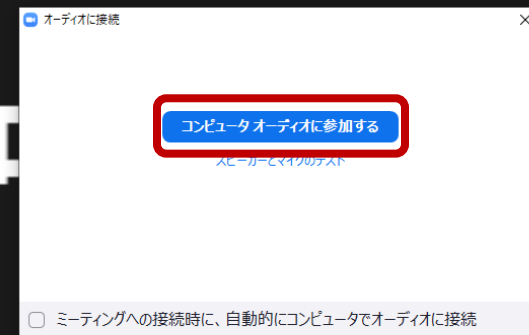 オーディオに接続
コンピュータ オーディオに参加する
スピーカーとマイクのテスト
ミーティングへの接続時に、自動的にコンピュータでオーディオに接続